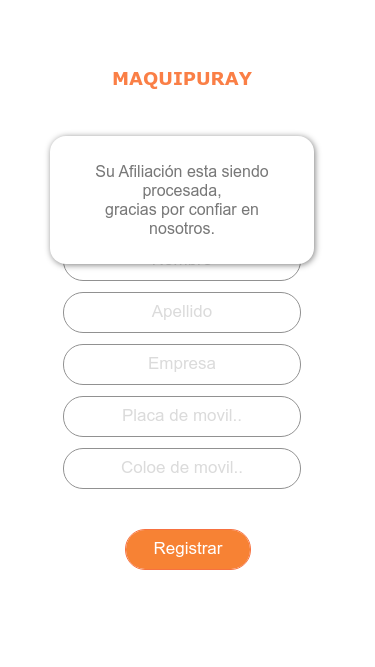 MAQUIPURAY
Su Afiliación esta siendo
procesada,
gracias por confiar en
nosotros.
Apellido
Empresa
Placa de movil..
Coloe de movil..
Registrar